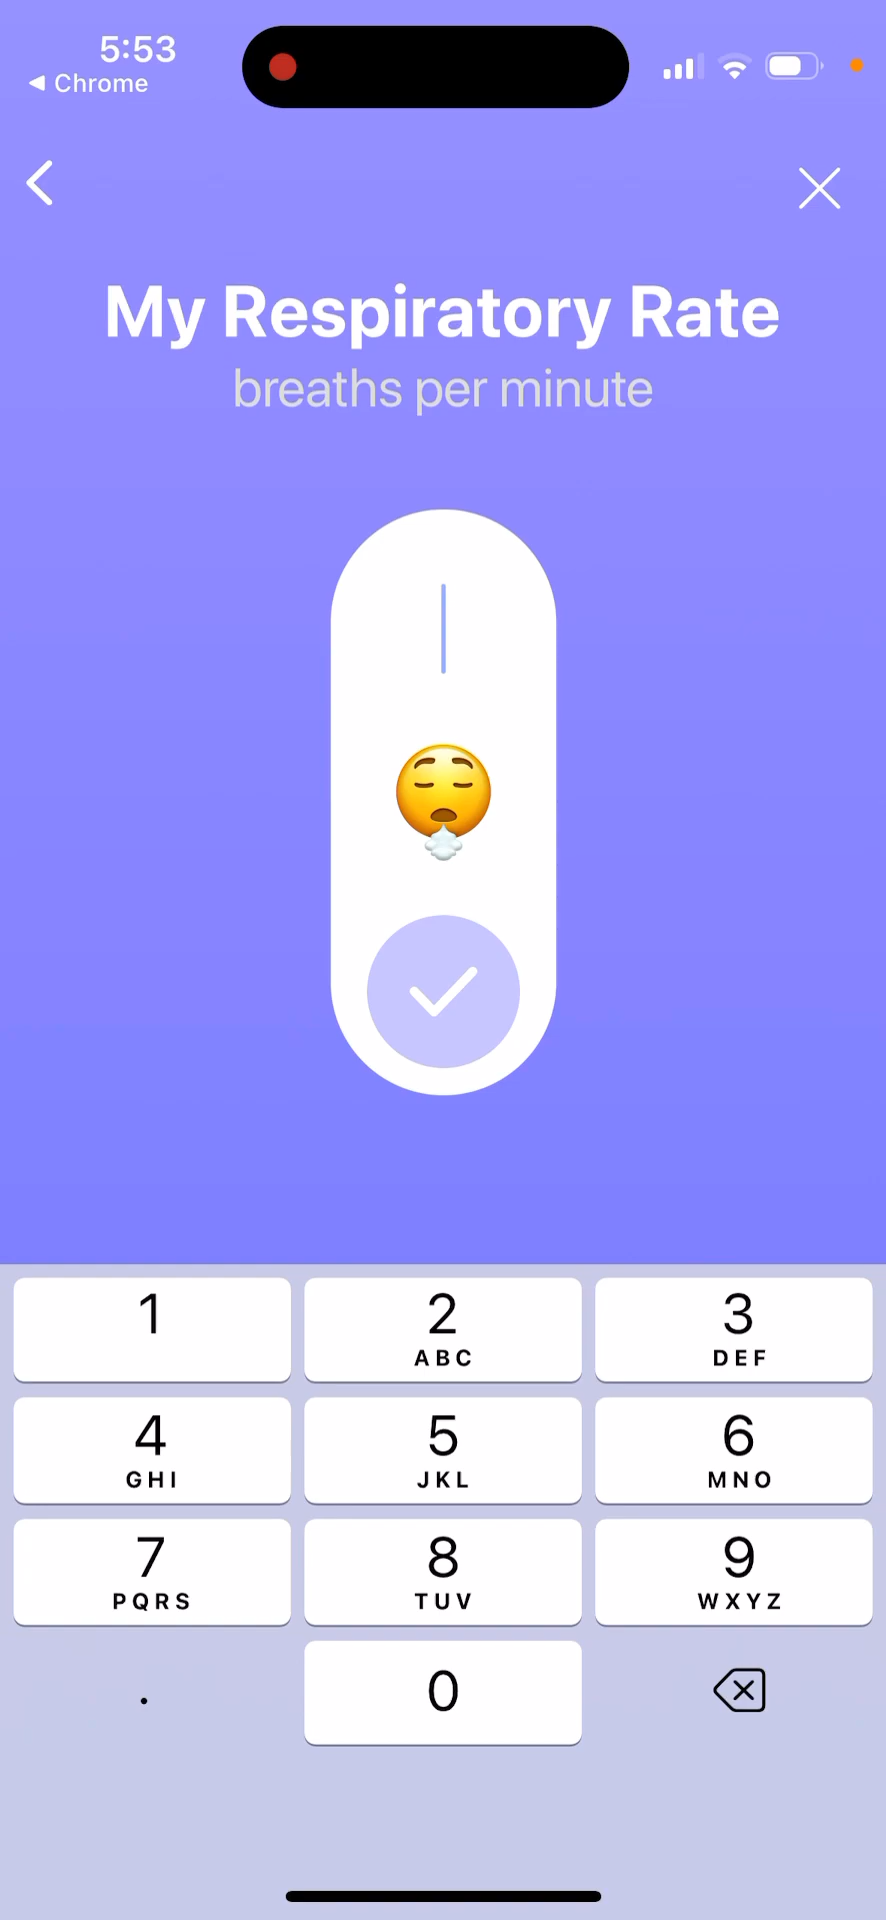 5:53
◀ Chrome
My Respiratory Rate
breaths per minute
1
2
ABC
3
DEF
4
GHI
5
JKL
6
MNO
7
PQRS
8
TUV
9
WXYZ
.
0